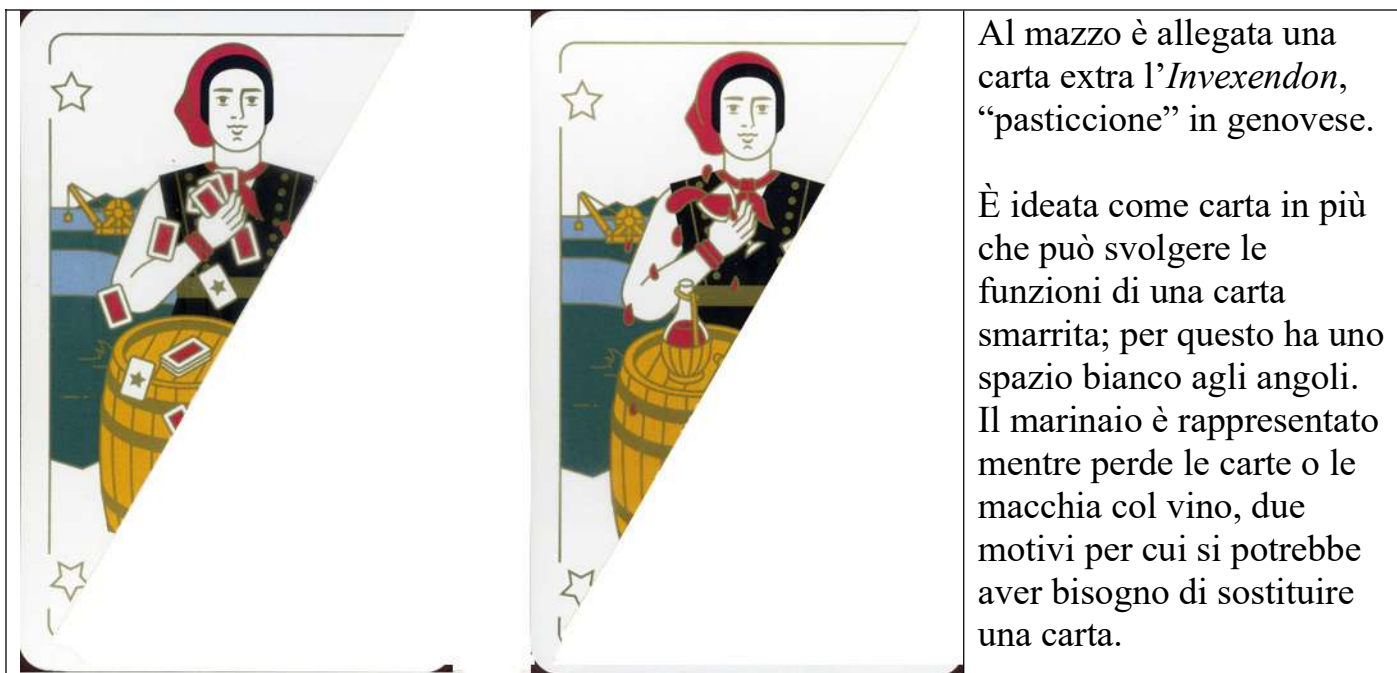 Al mazzo è allegata una
carta extra l’Invexendon,
“pasticcione” in genovese.
È ideata come carta in più
che può svolgere le
funzioni di una carta
smarrita; per questo ha uno
spazio bianco agli angoli.
Il marinaio è rappresentato
mentre perde le carte o le
macchia col vino, due
motivi per cui si potrebbe
aver bisogno di sostituire
una carta.